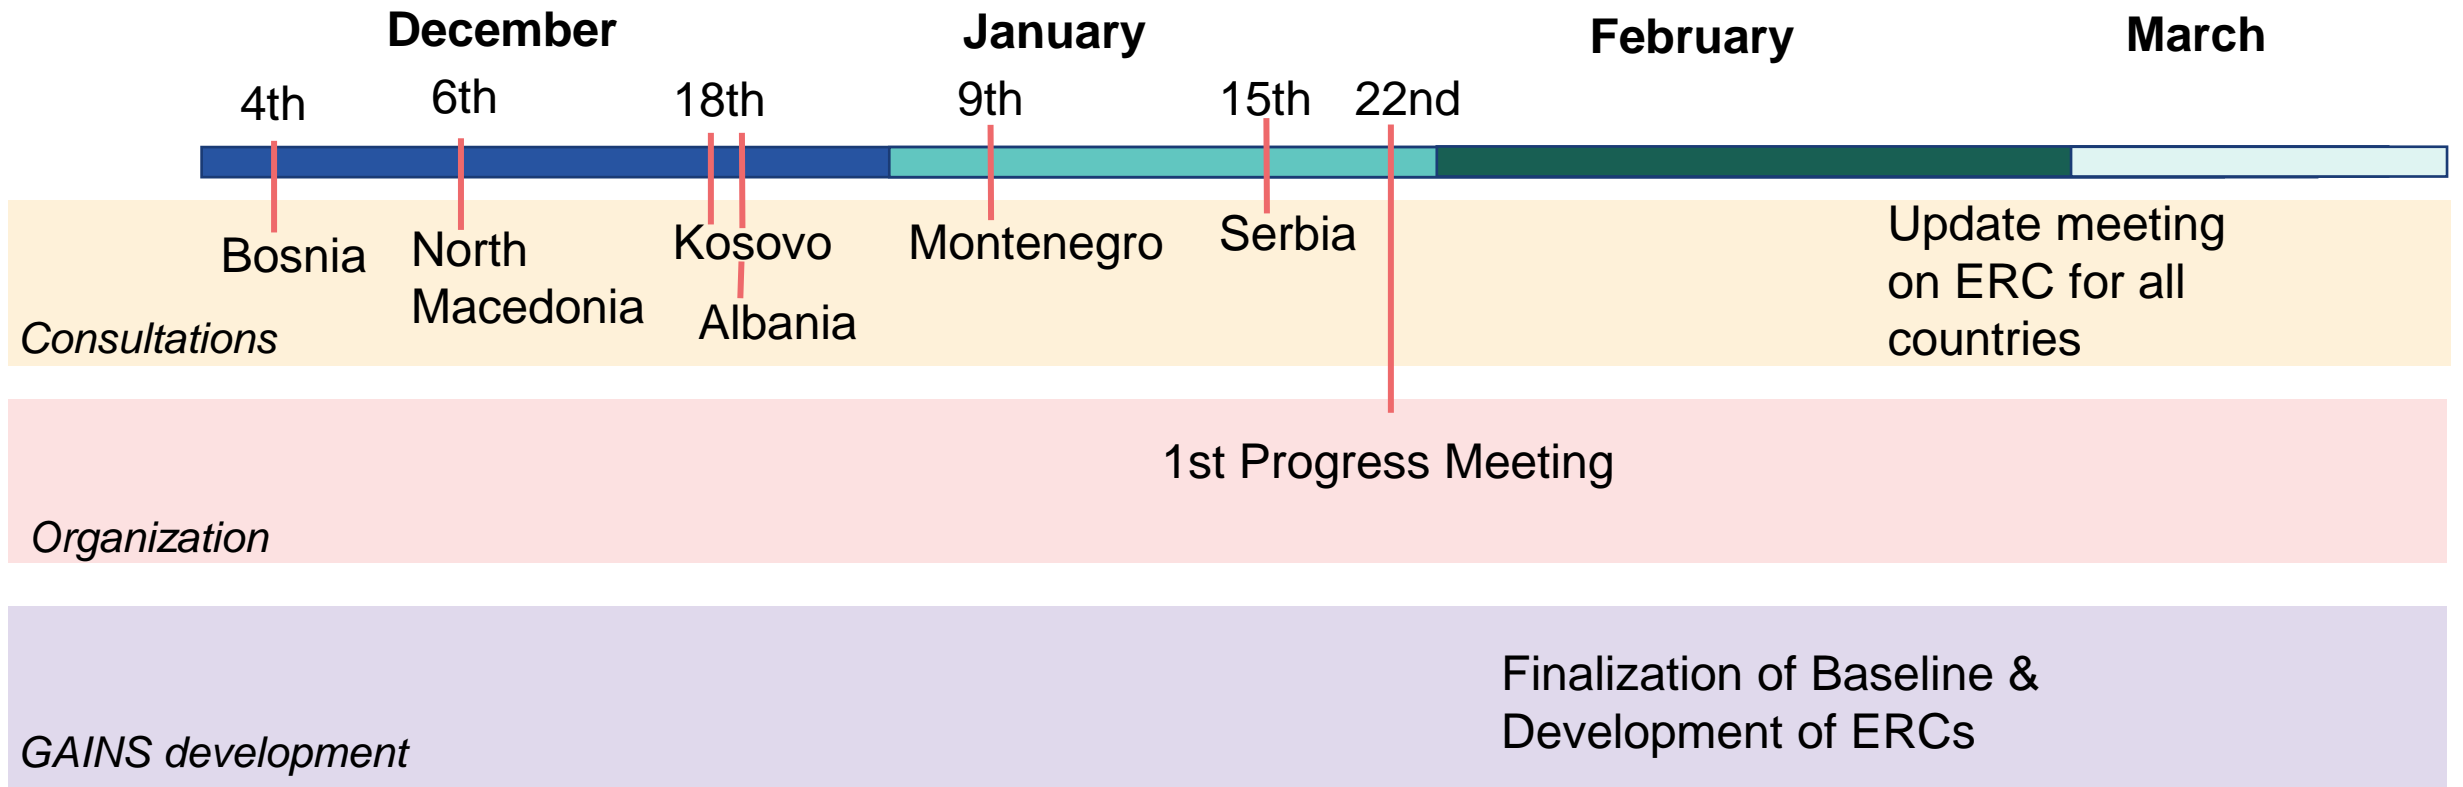 December
January
February
March
4th
6th
18th
9th
15th
22nd
Bosnia
North
Macedonia
Kosovo
Albania
Montenegro
Serbia
Update meeting
on ERC for all
countries
Consultations
1st Progress Meeting
Organization
Finalization of Baseline &
Development of ERCs
GAINS development